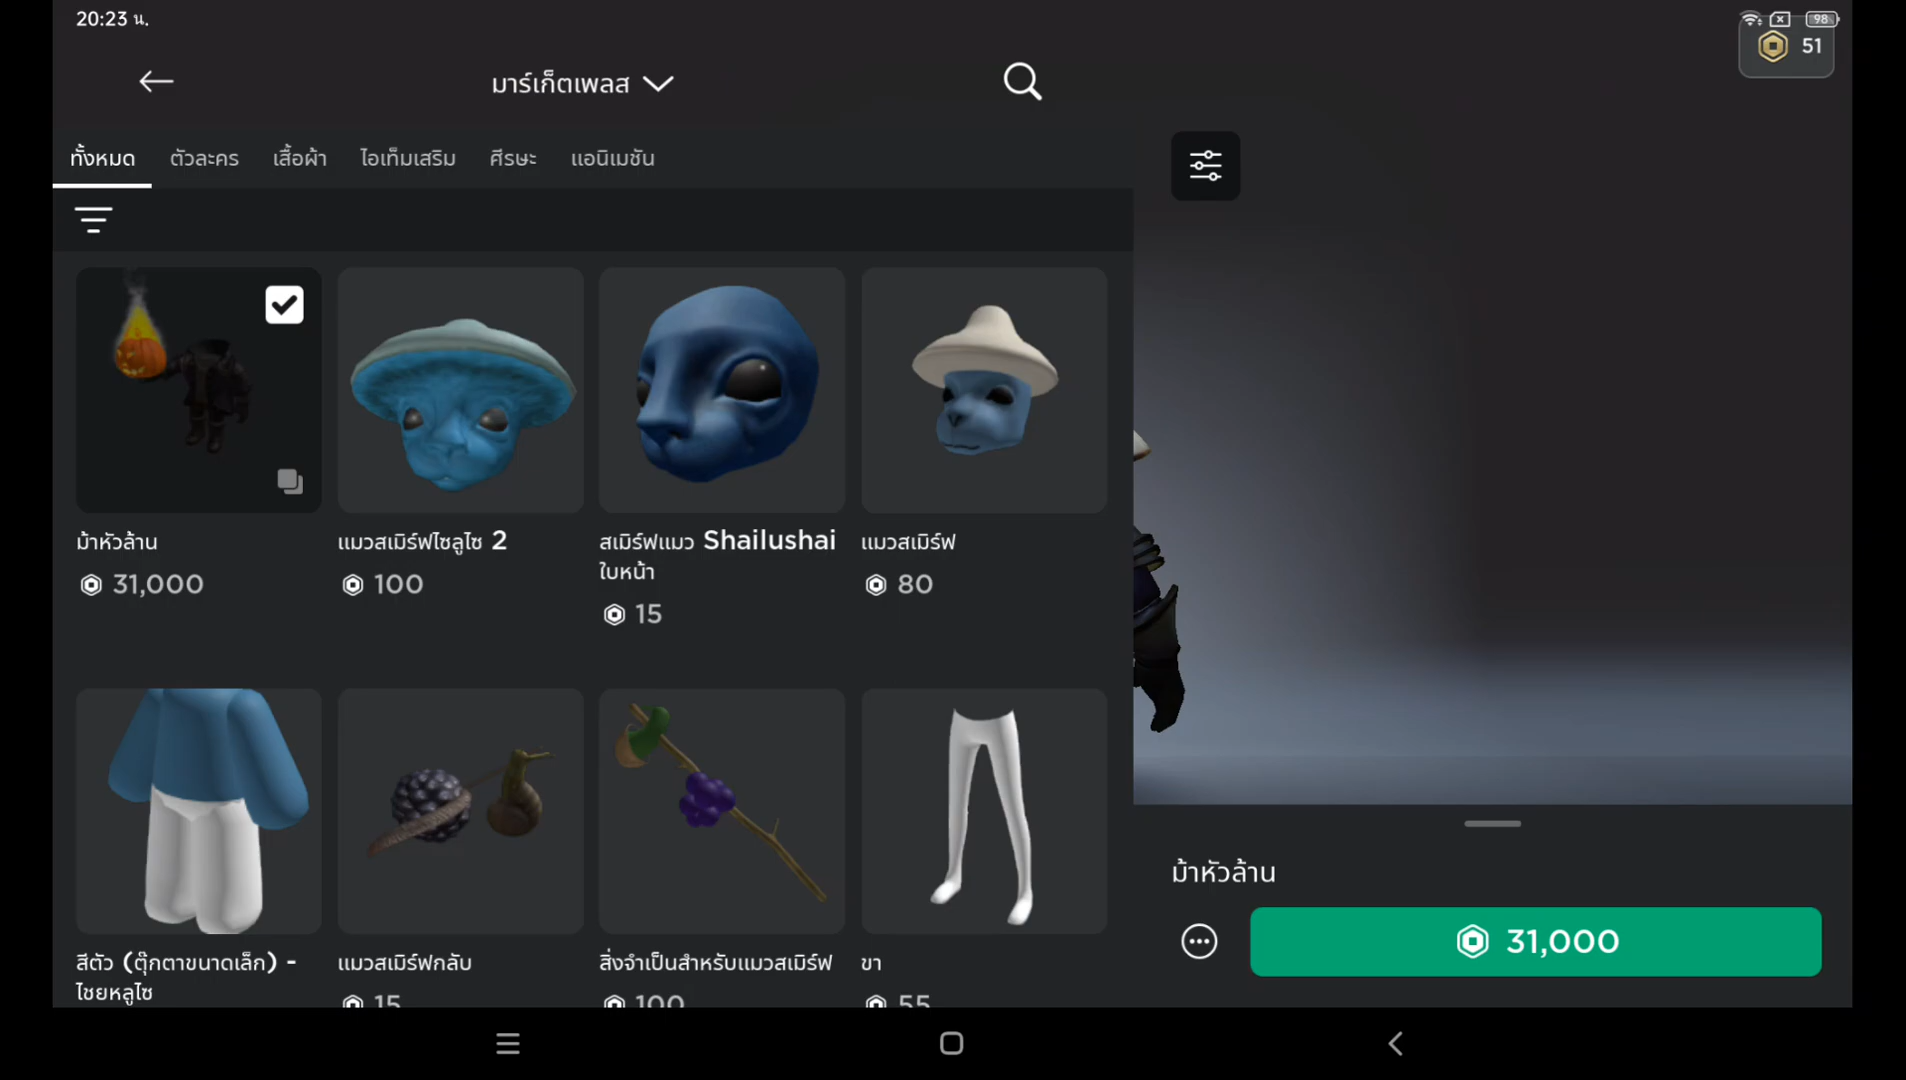 20:23 น.
98
51
มาร์เก็ตเพลส
ทั้งหมด
ตัวละคร
เสื้อผ้า
ไอเท็มเสริม
ศีรษะ
แอนิเมชัน
ม้าหัวล้าน
31,000
แมวสเมิร์ฟไชลูไช 2
100
สเมิร์ฟแมว Shailushai
ใบหน้า
15
แมวสเมิร์ฟ
80
สีตัว (ตุ๊กตาขนาดเล็ก) -
ไชยหลูไช
แมวสเมิร์ฟกลับ
15
สิ่งจำเป็นสำหรับแมวสเมิร์ฟ
100
ขา
55
ม้าหัวล้าน
31,000